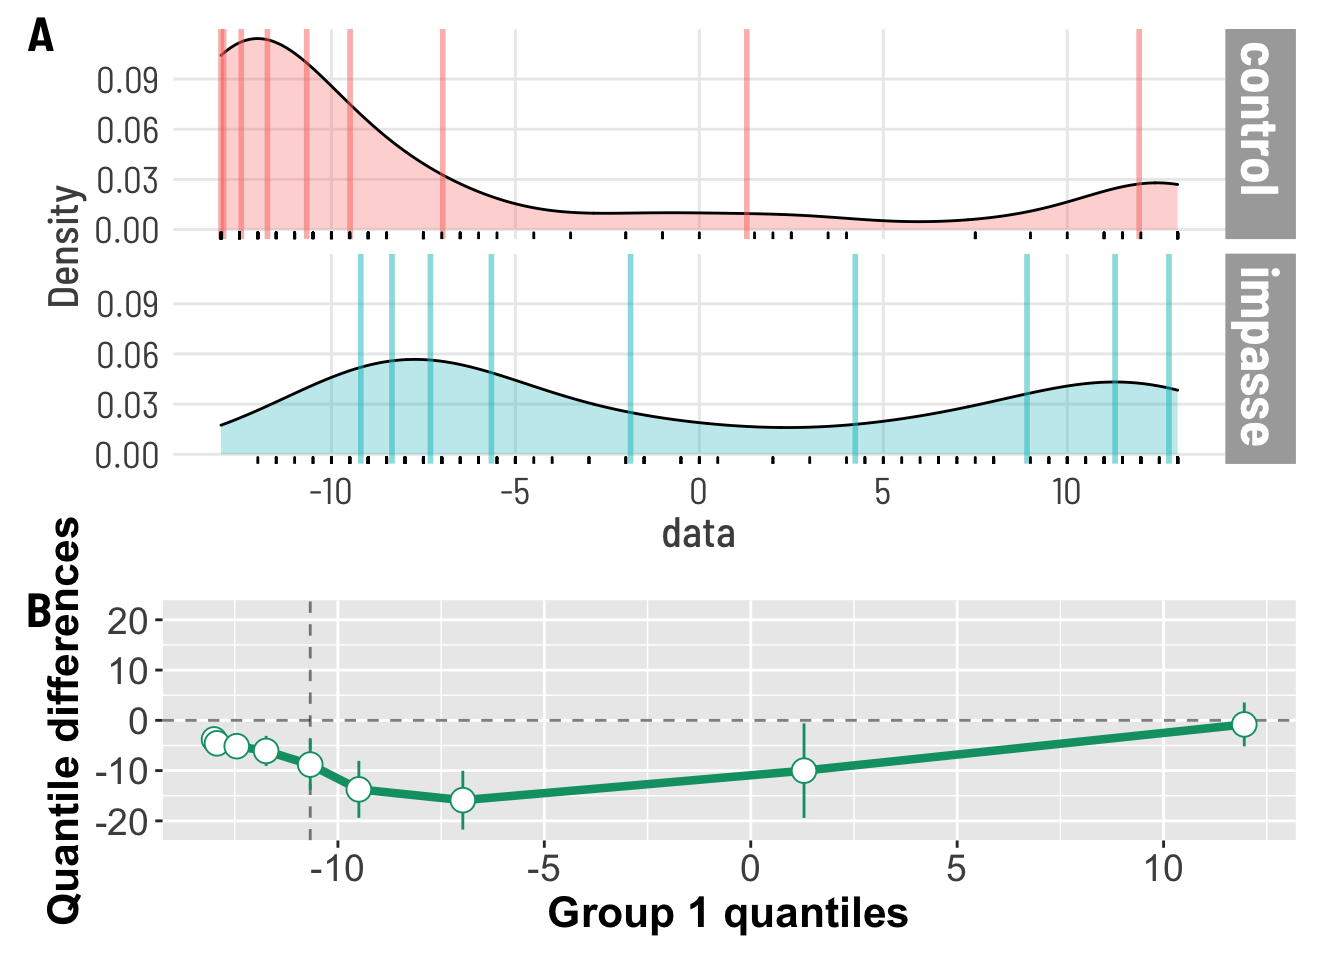 A
Density
0.09
0.06
0.03
0.00
control
0.09
0.06
0.03
0.00
impasse
-10 -5 0 5 10
data
B
Quantile differences
20
10
0
-10
-20
-10 -5 0 5 10
Group 1 quantiles